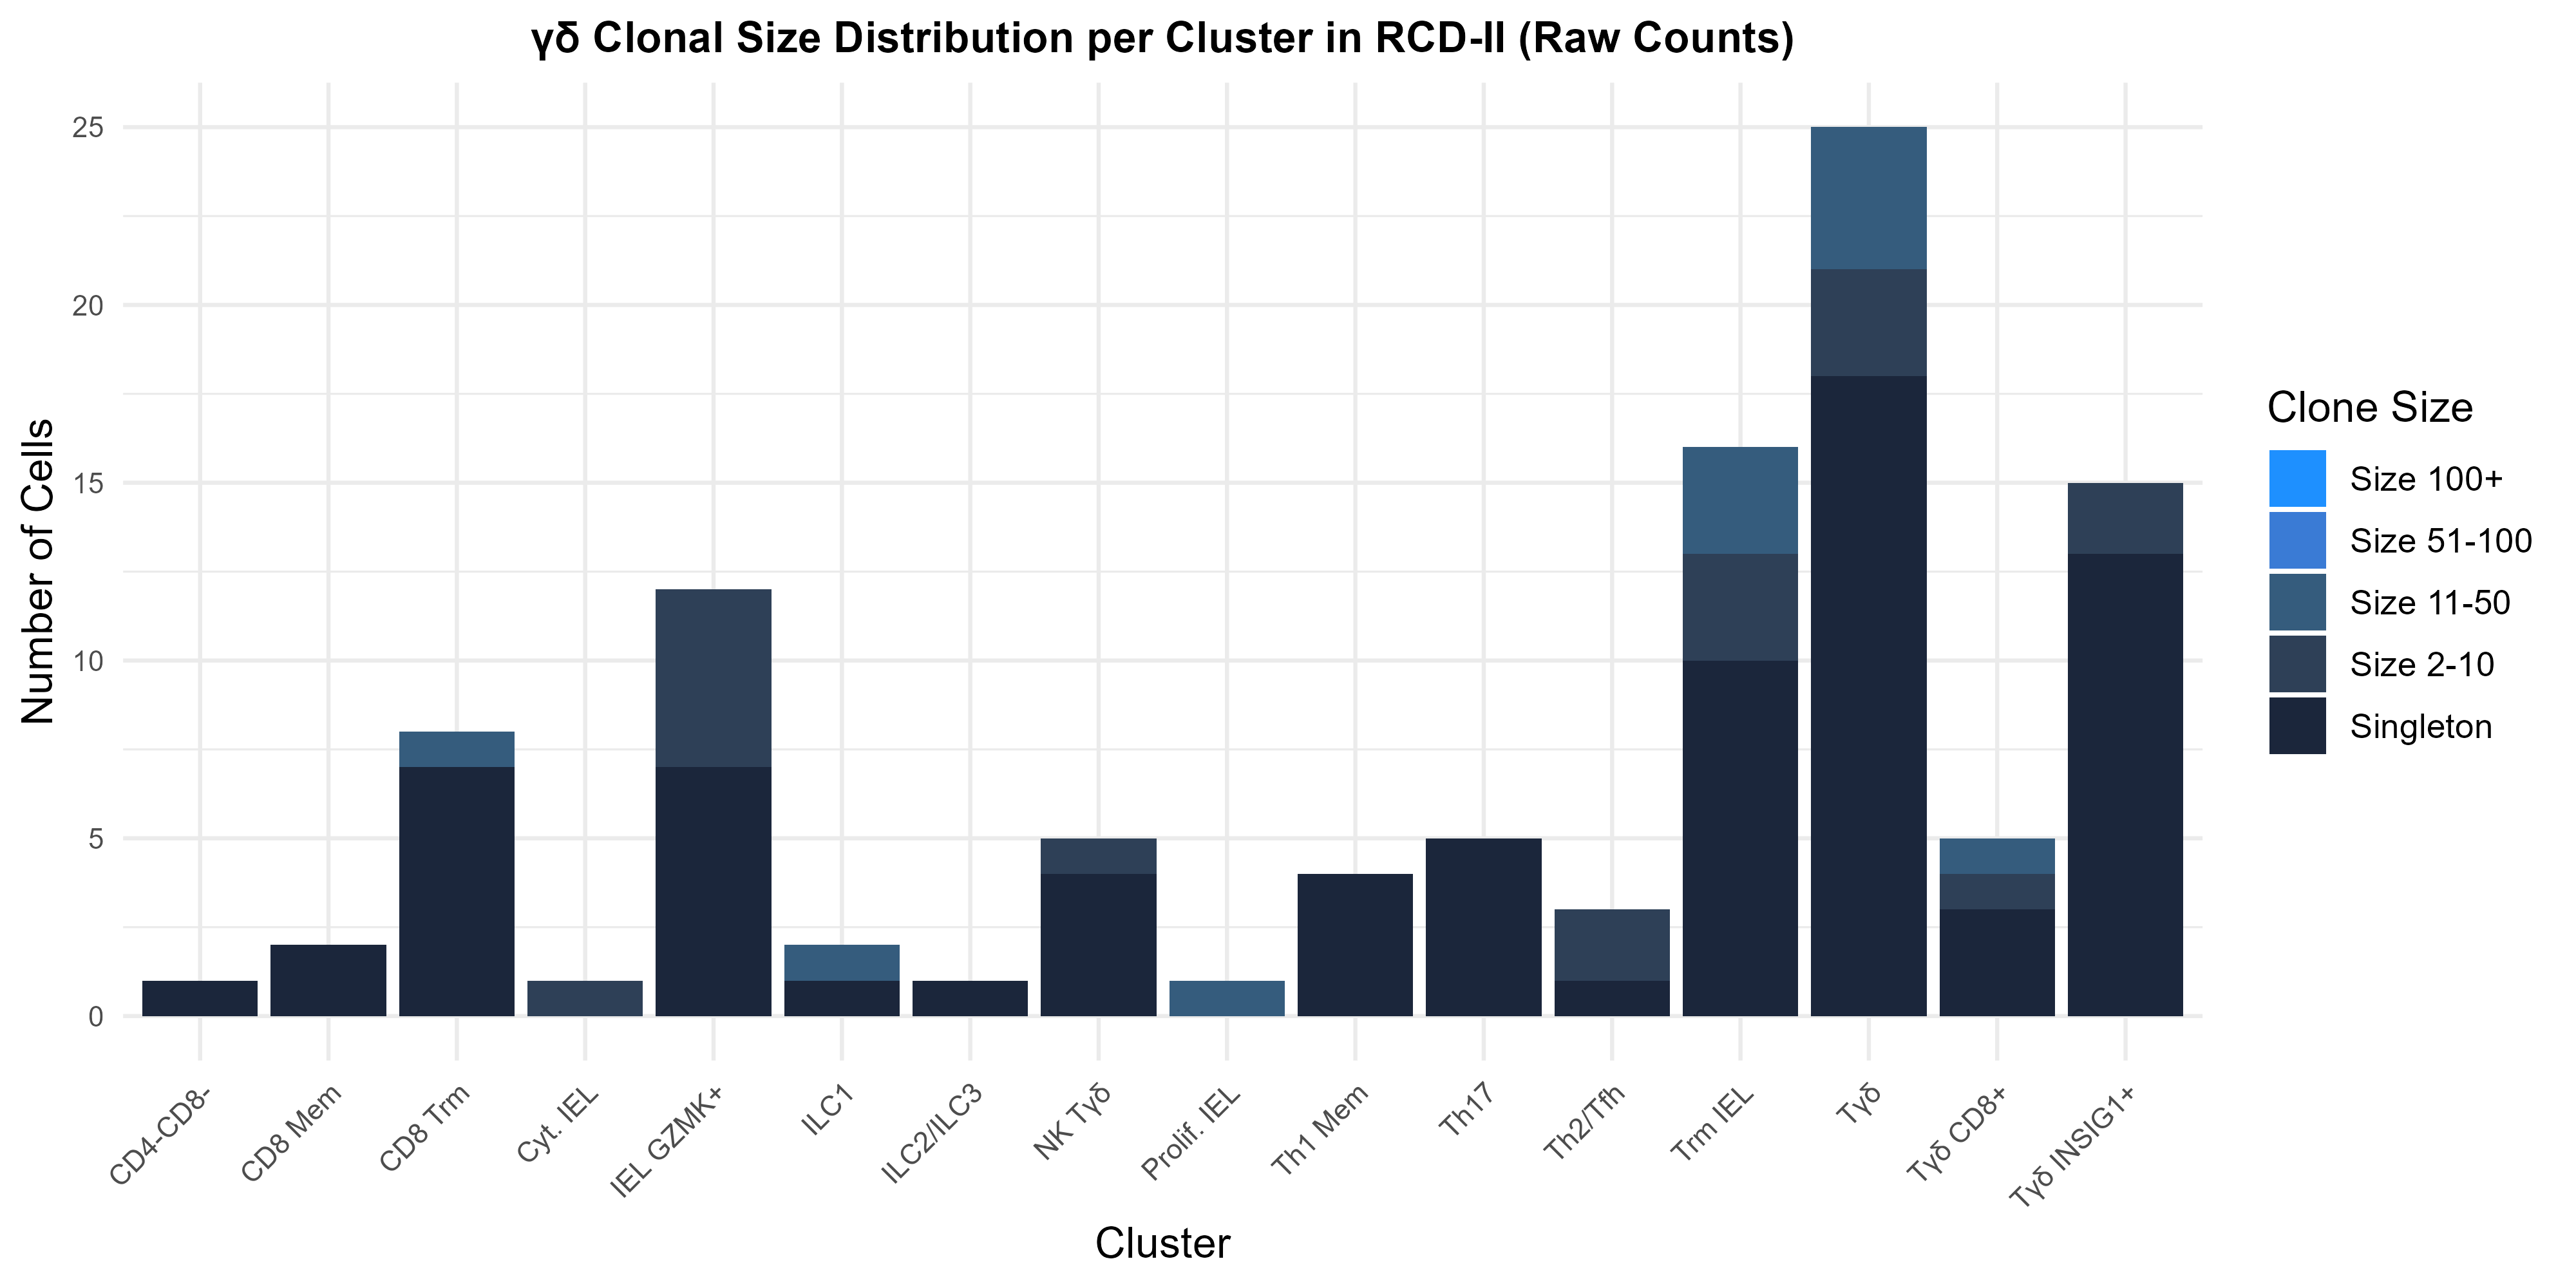 γδ Clonal Size Distribution per Cluster in RCD-II (Raw Counts)
Number of Cells
25
20
15
10
5
0
CD4-CD8-
CD8 Mem
CD8 Trm
Cyt. IEL
IEL GZMK+
ILC1
ILC2/ILC3
NK Tγδ
Prolif. IEL
Th1 Mem
Th17
Th2/Tfh
Trm IEL
Tγδ
Tγδ CD8+
Tγδ INSIG1+
Cluster
Clone Size
Size 100+
Size 51-100
Size 11-50
Size 2-10
Singleton